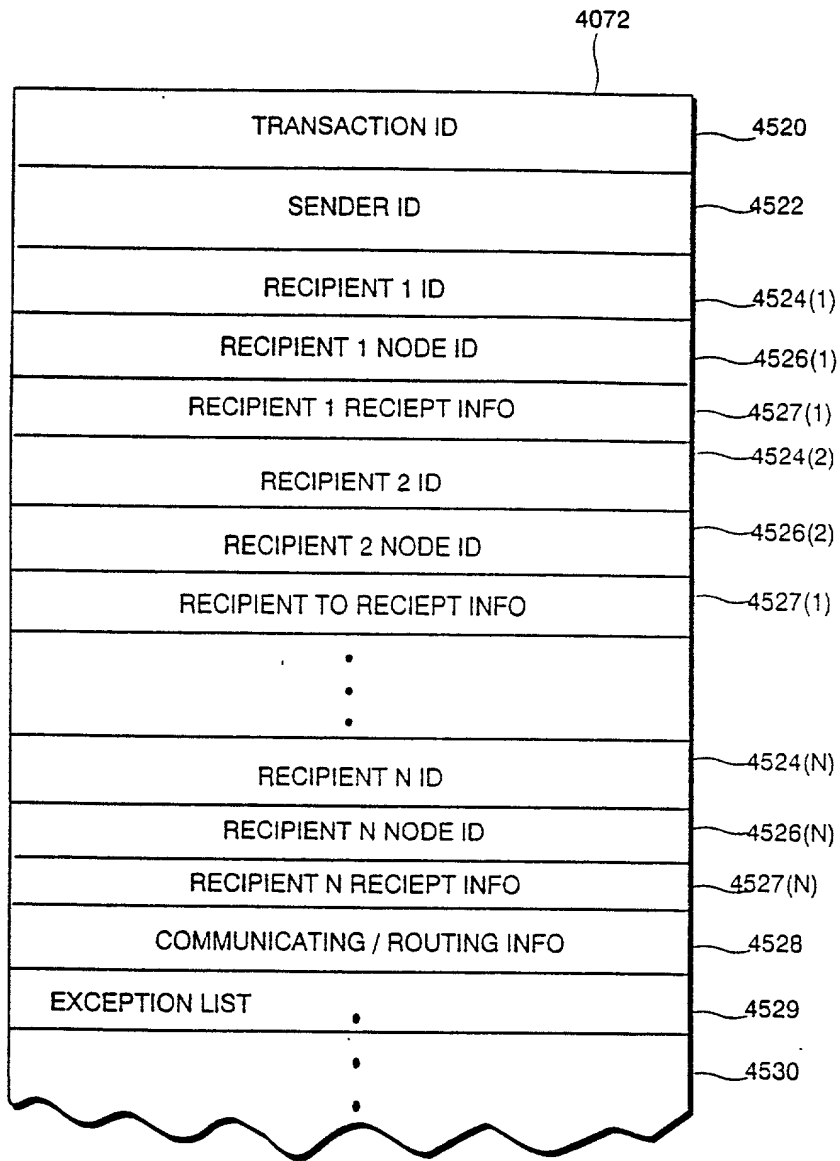 4072
TRANSACTION ID 4520
SENDER ID 4522
RECIPIENT 1 ID 4524(1)
RECIPIENT 1 NODE ID 4526(1)
RECIPIENT 1 RECIEPT INFO 4527(1)
RECIPIENT 2 ID 4524(2)
RECIPIENT 2 NODE ID 4526(2)
RECIPIENT TO RECIEPT INFO 4527(1)
RECIPIENT N ID 4524(N)
RECIPIENT N NODE ID 4526(N)
RECIPIENT N RECIEPT INFO 4527(N)
COMMUNICATING / ROUTING INFO 4528
EXCEPTION LIST 4529
4530